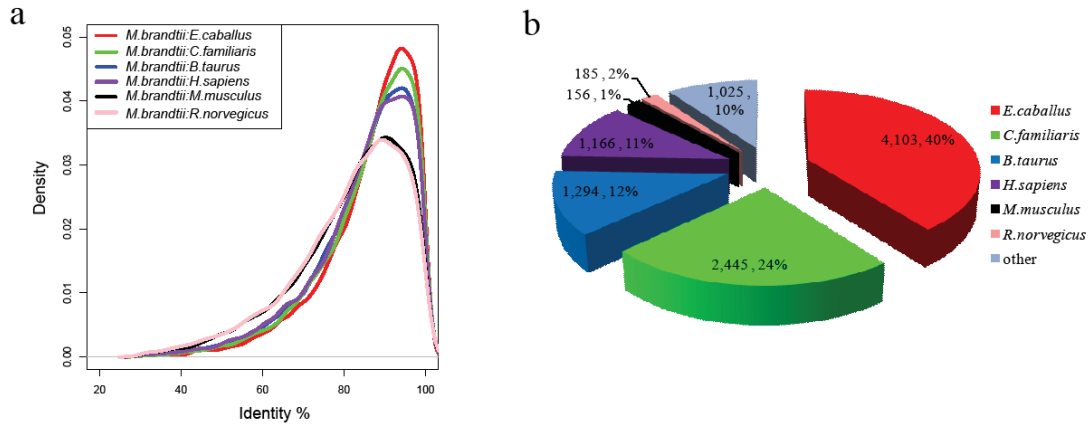 a
M.brandtii:E.caballus
M.brandtii:C.familiaris
M.brandtii:B.taurus
M.brandtii:H.sapiens
M.brandtii:M.musculus
M.brandtii:R.norvegicus
Density
0.05
0.04
0.03
0.02
0.01
0.00
20 40 60 80 100
Identity %
b
185, 2%
156, 1%
1,025 ,
10%
4,103, 40%
1,166, 11%
1,294, 12%
2,445, 24%
E.caballus
C.familiaris
B.taurus
H.sapiens
M.musculus
R.norvegicus
other